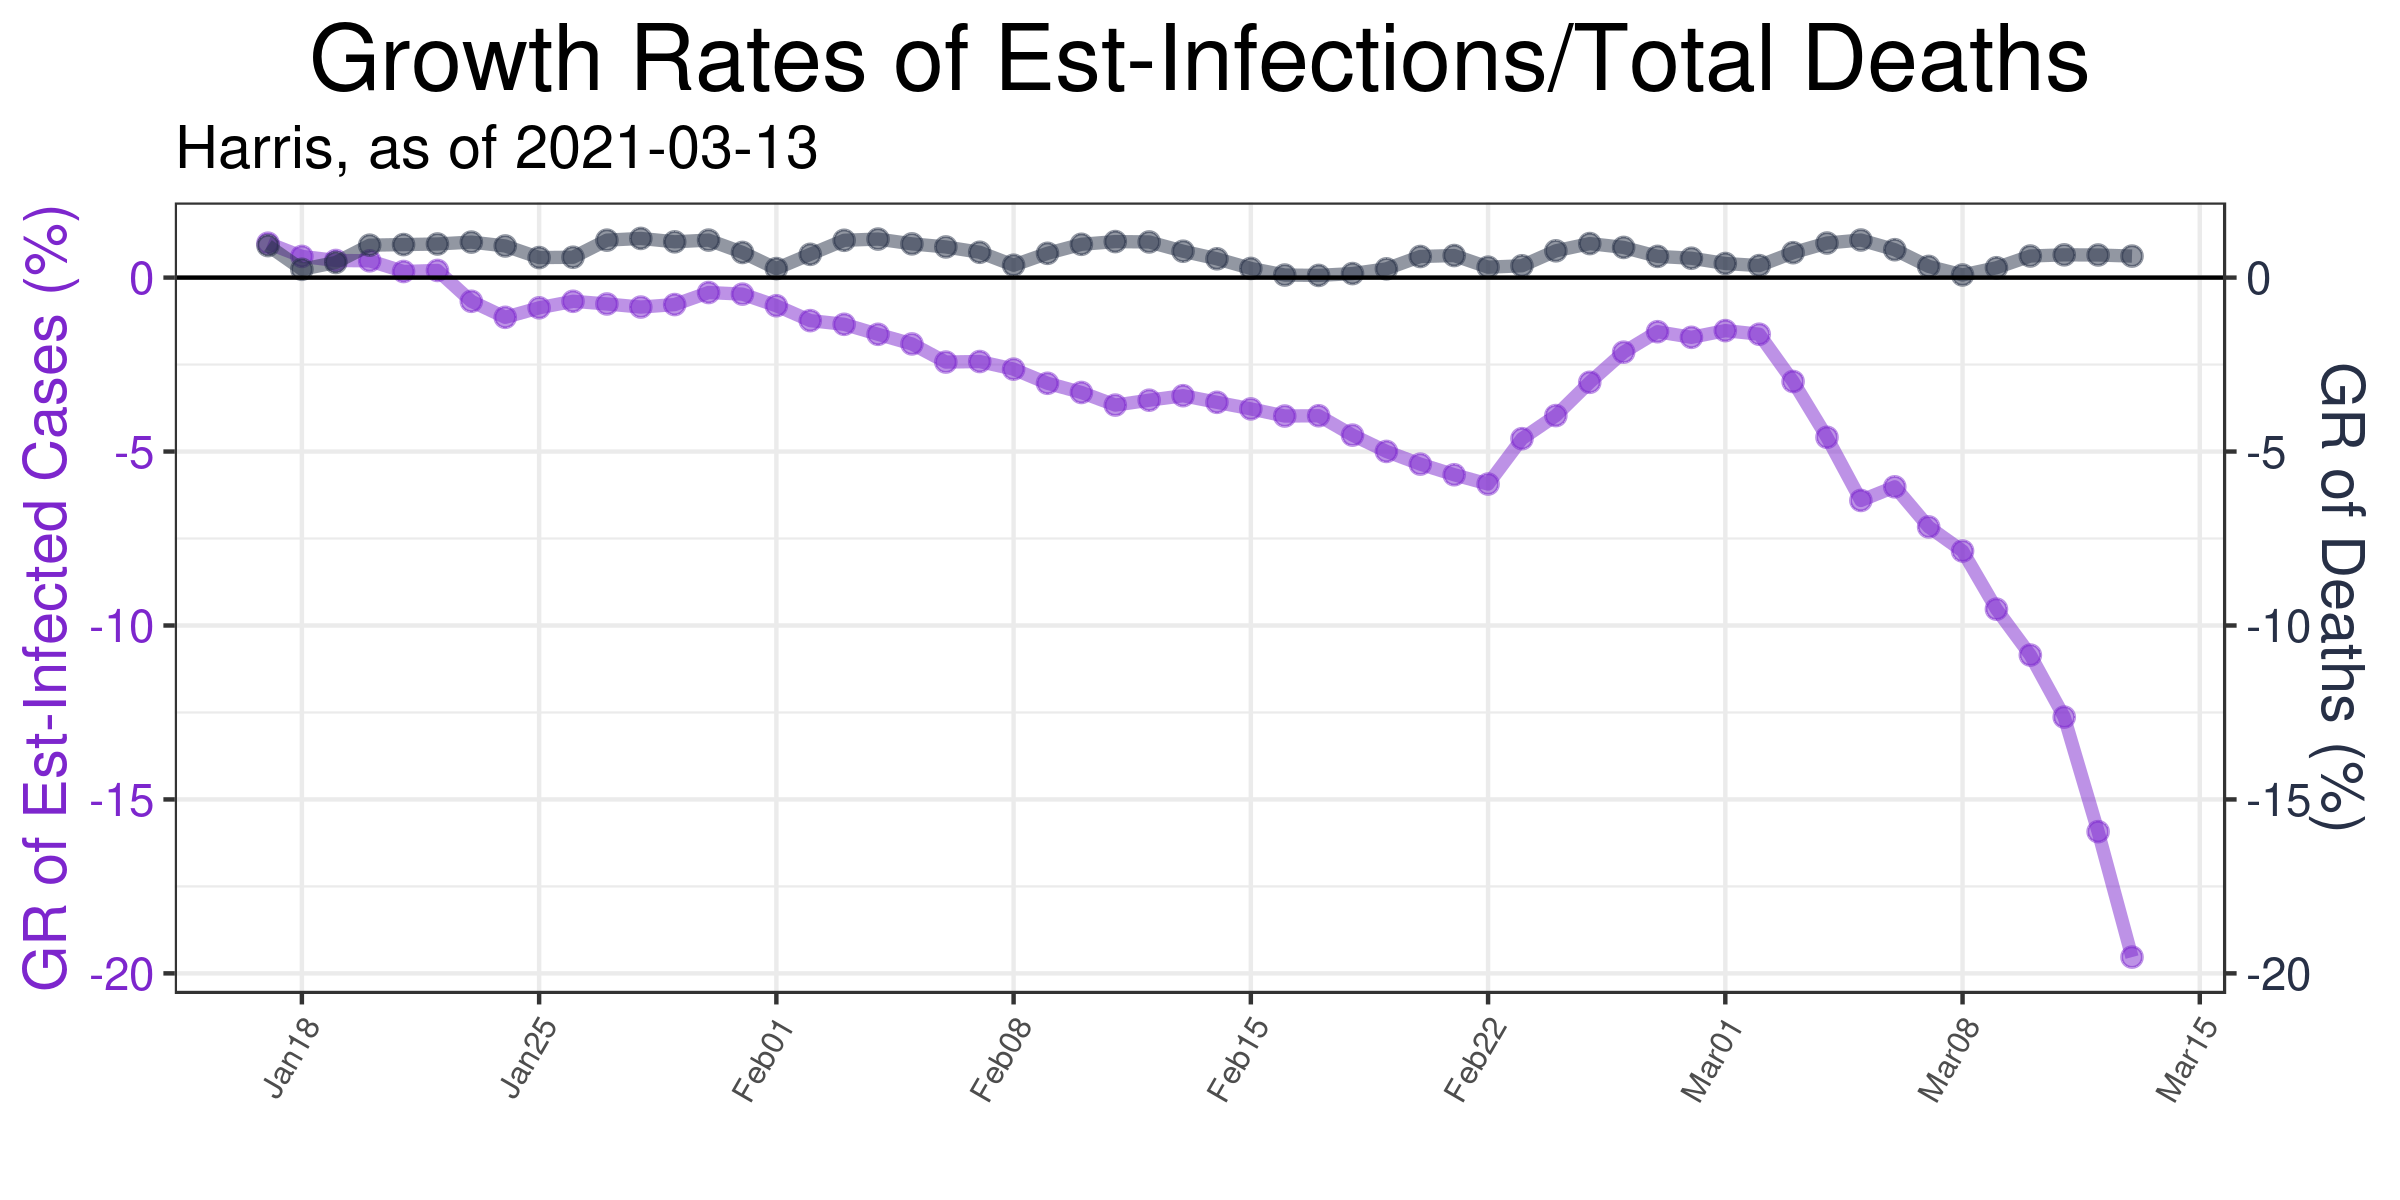 Growth Rates of Est-Infections/Total Deaths
Harris, as of 2021-03-13
GR of Est-Infected Cases (%)
0
-5
-10
-15
-20
0
-5
-10
-15
-20
GR of Deaths (%)
Jan18
Jan25
Feb01
Feb08
Feb15
Feb22
Mar01
Mar08
Mar15